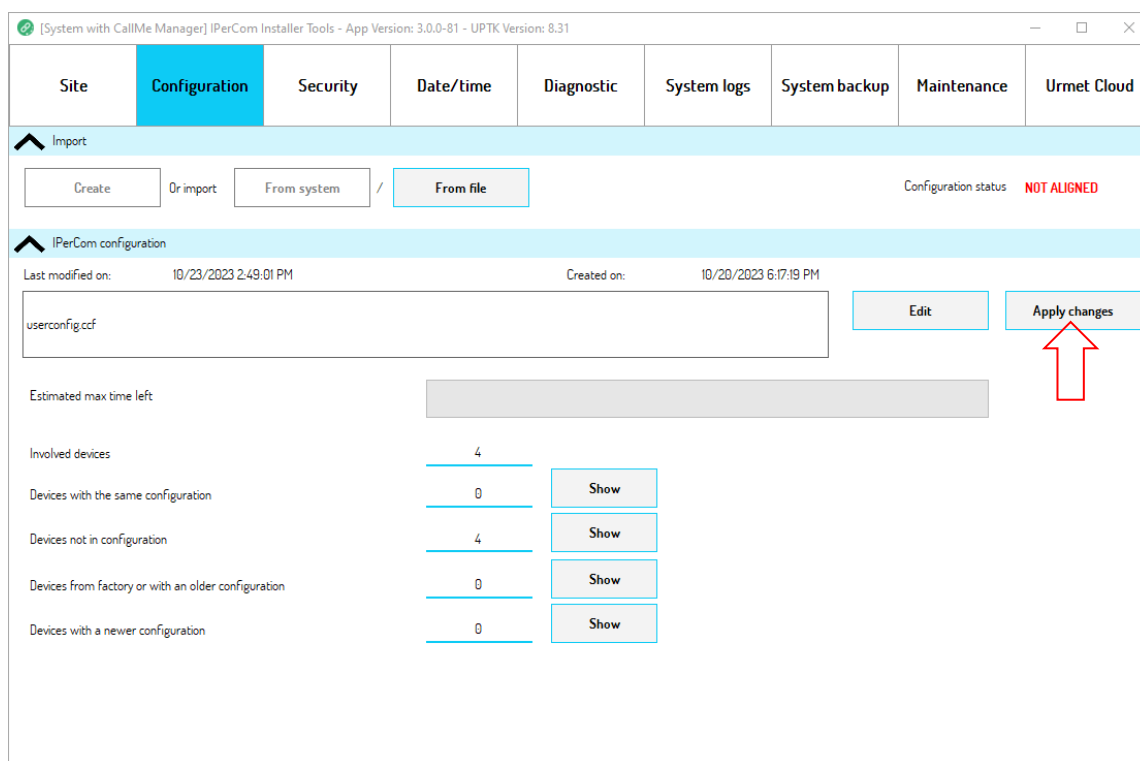 [System with CallMe Manager] IPerCom Installer Tools - App Version: 3.0.0-81 - UPTK Version: 8.31
Site Configuration Security Date/time Diagnostic System logs System backup Maintenance Urmet Cloud
Import
Create Or import From system / From file Configuration status NOT ALIGNED
IPerCom configuration
Last modified on: 10/23/2023 2:49:01 PM Created on: 10/20/2023 6:17:19 PM
userconfig.ccf Edit Apply changes
Estimated max time left
Involved devices 4
Devices with the same configuration 0 Show
Devices not in configuration 4 Show
Devices from factory or with an older configuration 0 Show
Devices with a newer configuration 0 Show